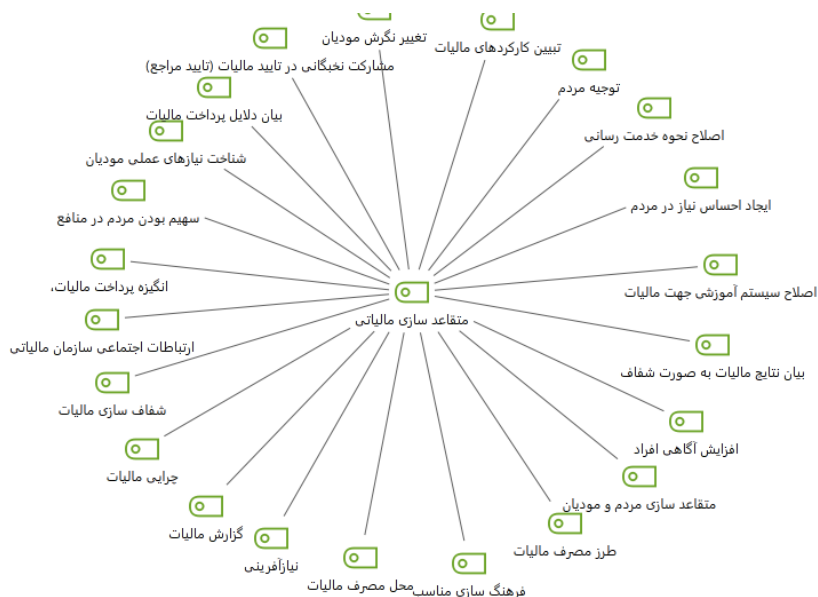 تغییر نگرش مودیان
تبیین کارکردهای مالیات
مشارکت نخبگانی در تایید مالیات (تایید مراجع)
توجیه مردم
بیان دلایل پرداخت مالیات
اصلاح نحوه خدمت رسانی
شناخت نیازهای عملی مودیان
ایجاد احساس نیاز در مردم
سهیم بودن مردم در منافع
انگیزه پرداخت مالیات،
اصلاح سیستم آموزشی جهت مالیات
متقاعد سازی مالیاتی
ارتباطات اجتماعی سازمان مالیاتی
بیان نتایج مالیات به صورت شفاف
شفاف سازی مالیات
افزایش آگاهی افراد
چرایی مالیات
متقاعد سازی مردم و مودیان
گزارش مالیات
طرز مصرف مالیات
نیازآفرینی
محل مصرف مالیات
فرهنگ سازی مناسب